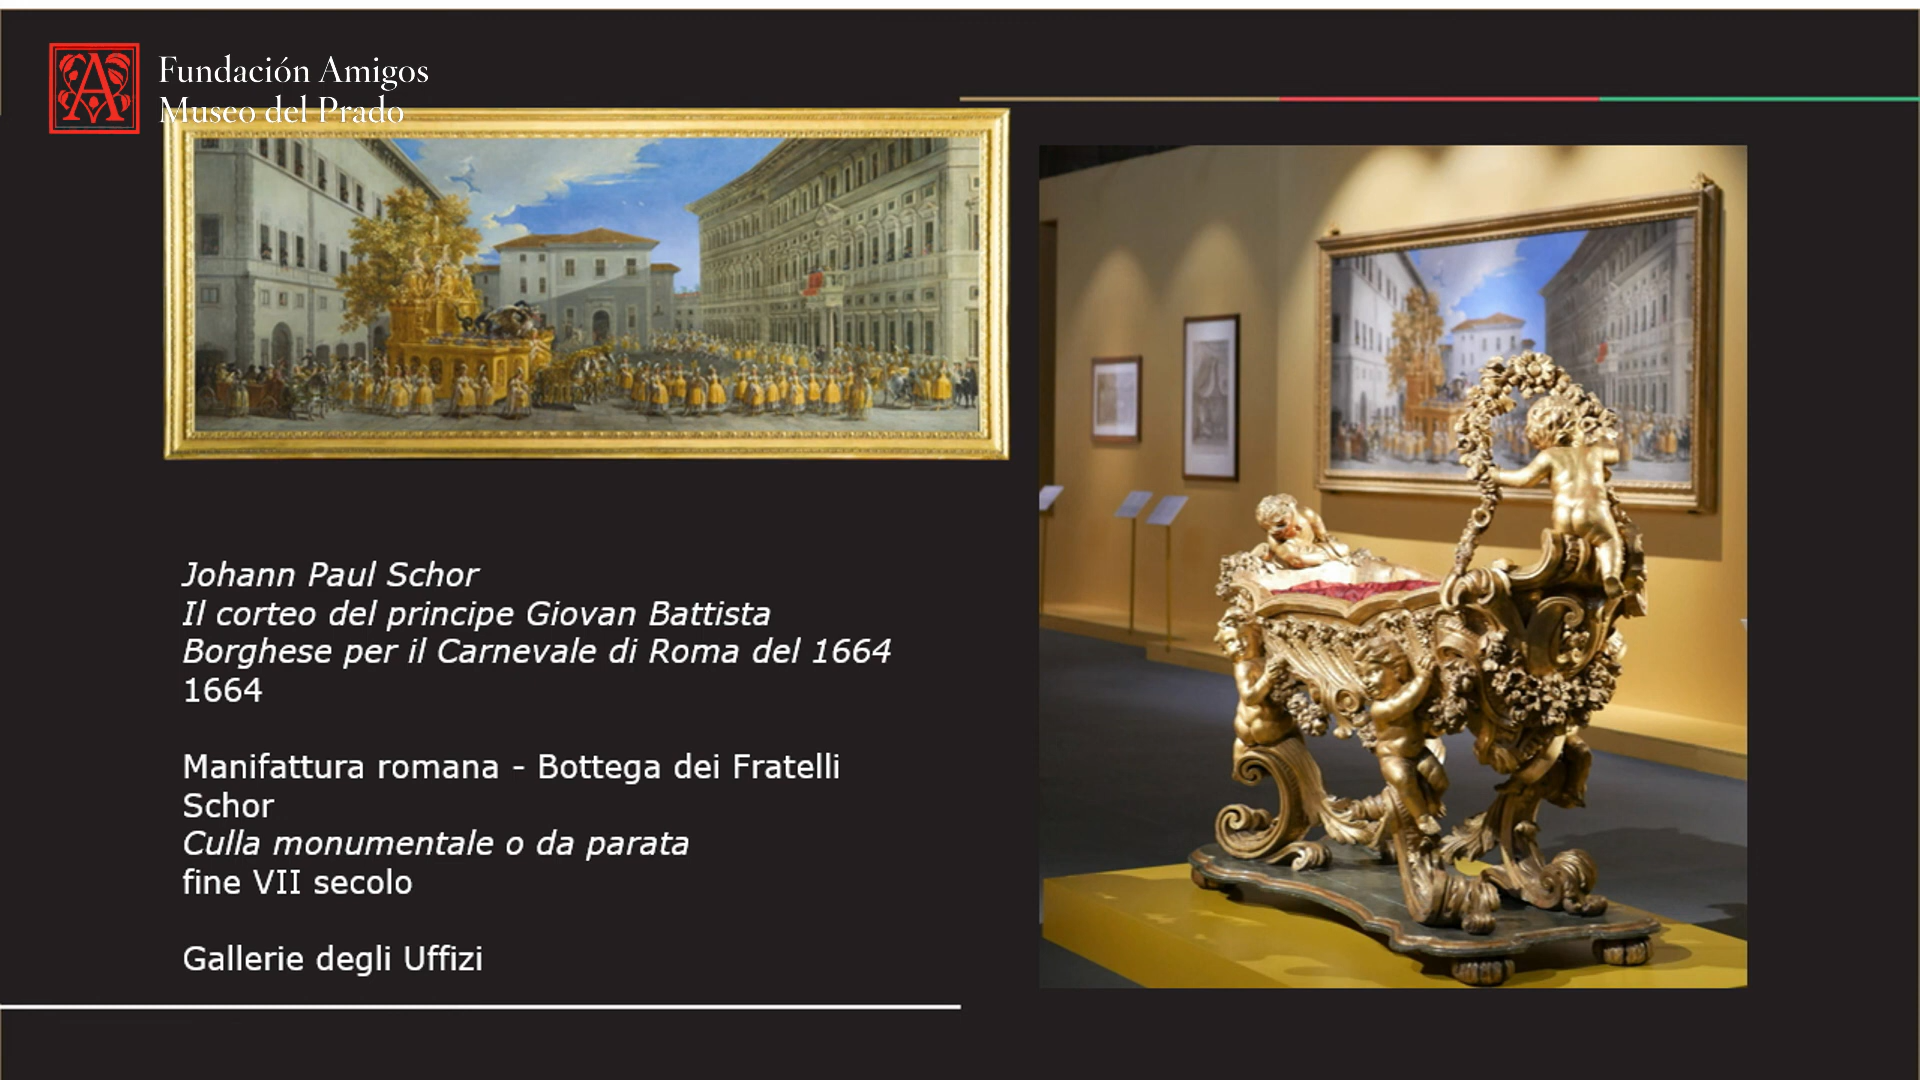 Fundación Amigos
Museo del Prado
Johann Paul Schor
Il corteo del principe Giovan Battista
Borghese per il Carnevale di Roma del 1664
1664
Manifattura romana - Bottega dei Fratelli
Schor
Culla monumentale o da parata
fine VII secolo
Gallerie degli Uffizi